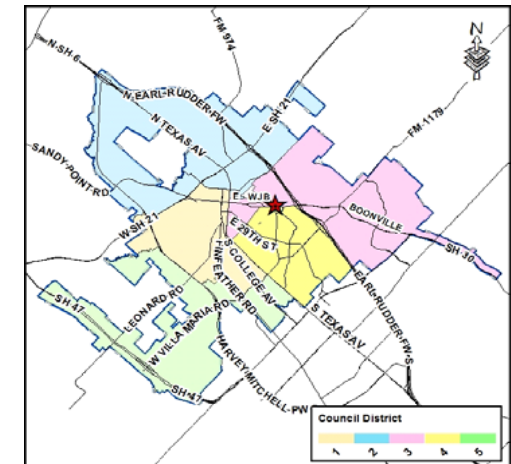 FM 974
N
N-SH-6
N-EARL-RUDDER-FW
E SH 21
FM-1179
N TEXAS AV
SANDY-POINT-RD
E WJB
BOONVILLE
W-SH 21
E 29TH ST
SH-30
S COLLEGE AV
FINFEATHER RD
EARL-RUDDER-FW-S
LEONARD RD
SH 47
W VILLA MARIA RD
S TEXAS AV
HARVEY-MITCHELL-PW
SH-47
Council District
1 2 3 4 5